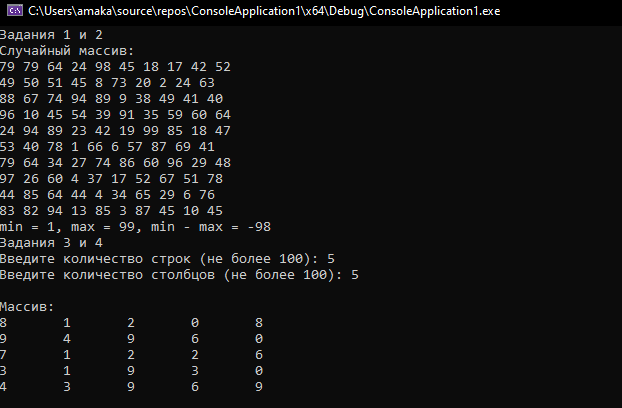 C:\Users\amaka\source\repos\ConsoleApplication1\x64\Debug\ConsoleApplication1.exe
Задания 1 и 2
Случайный массив:
79 79 64 24 98 45 18 17 42 52
49 50 51 45 8 73 20 2 24 63
88 67 74 94 89 9 38 49 41 40
96 10 45 54 39 91 35 59 60 64
24 94 89 23 42 19 99 85 18 47
53 40 78 1 66 6 57 87 69 41
79 64 34 27 74 86 60 96 29 48
97 26 60 4 37 17 52 67 51 78
44 85 64 44 4 34 65 29 6 76
83 82 94 13 85 3 87 45 10 45
min = 1, max = 99, min - max = -98
Задания 3 и 4
Введите количество строк (не более 100): 5
Введите количество столбцов (не более 100): 5
Массив:
8 1 2 0 8
9 4 9 6 0
7 1 2 2 6
3 1 9 3 0
4 3 9 6 9